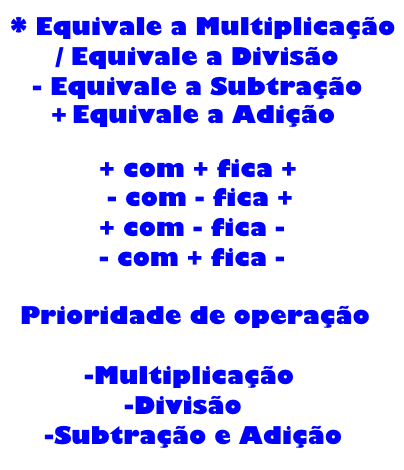 * Equivale a Multiplicação
/ Equivale a Divisão
- Equivale a Subtração
+ Equivale a Adição
+ com + fica +
- com - fica +
+ com - fica -
- com + fica -
Prioridade de operação
-Multiplicação
-Divisão
-Subtração e Adição